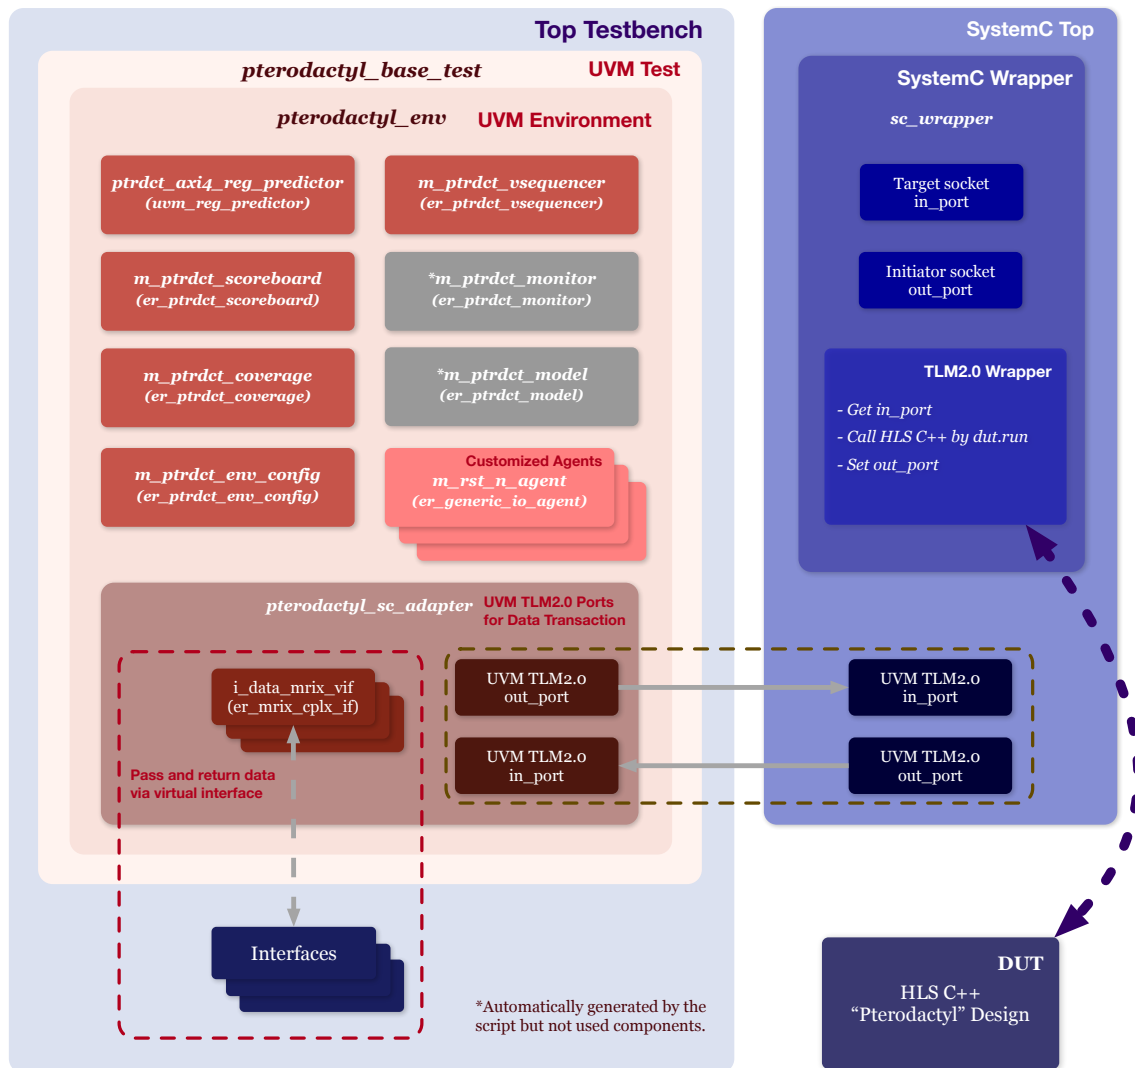 Top Testbench
pterodactyl_base_test
UVM Test
pterodactyl_env
UVM Environment
ptrdct_axi4_reg_predictor
(uvm_reg_predictor)
m_ptrdct_vsequencer
(er_ptrdct_vsequencer)
m_ptrdct_scoreboard
(er_ptrdct_scoreboard)
*m_ptrdct_monitor
(er_ptrdct_monitor)
m_ptrdct_coverage
(er_ptrdct_coverage)
*m_ptrdct_model
(er_ptrdct_model)
m_ptrdct_env_config
(er_ptrdct_env_config)
Customized Agents
m_rst_n_agent
(er_generic_io_agent)
pterodactyl_sc_adapter
UVM TLM2.0 Ports
for Data Transaction
i_data_mrix_vif
(er_mrix_cplx_if)
Pass and return data
via virtual interface
UVM TLM2.0
out_port
UVM TLM2.0
in_port
Interfaces
*Automatically generated by the
script but not used components.
SystemC Top
SystemC Wrapper
sc_wrapper
Target socket
in_port
Initiator socket
out_port
TLM2.0 Wrapper
- Get in_port
- Call HLS C++ by dut.run
- Set out_port
UVM TLM2.0
in_port
UVM TLM2.0
out_port
DUT
HLS C++
“Pterodactyl” Design